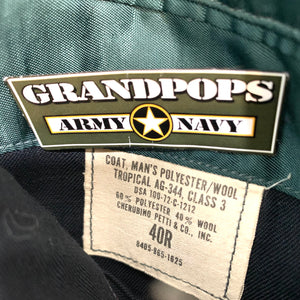 GRANDPOPS
ARMY NAVY
COAT, MAN'S POLYESTER/WOOL
TROPICAL AG-344, CLASS 3
DSA 100-72-C-1212
60% POLYESTER 40% WOOL
CHERUBINO PETTI & CO., INC.
40R
8405-965-1625